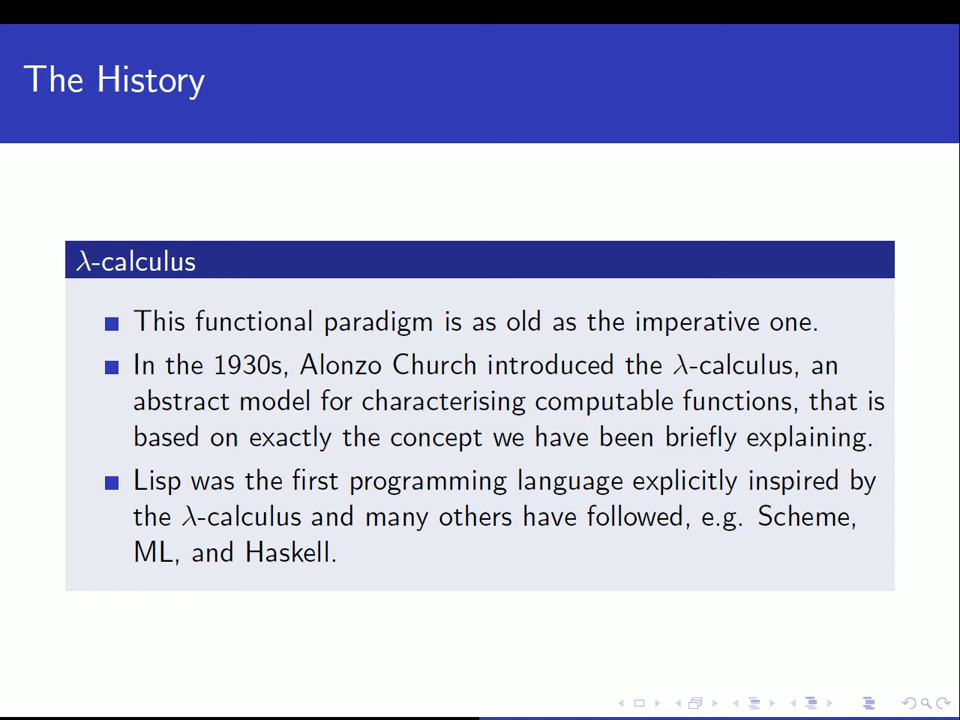 The History
λ-calculus
This functional paradigm is as old as the imperative one.
In the 1930s, Alonzo Church introduced the λ-calculus, an
abstract model for characterising computable functions, that is
based on exactly the concept we have been briefly explaining.
Lisp was the first programming language explicitly inspired by
the λ-calculus and many others have followed, e.g. Scheme,
ML, and Haskell.